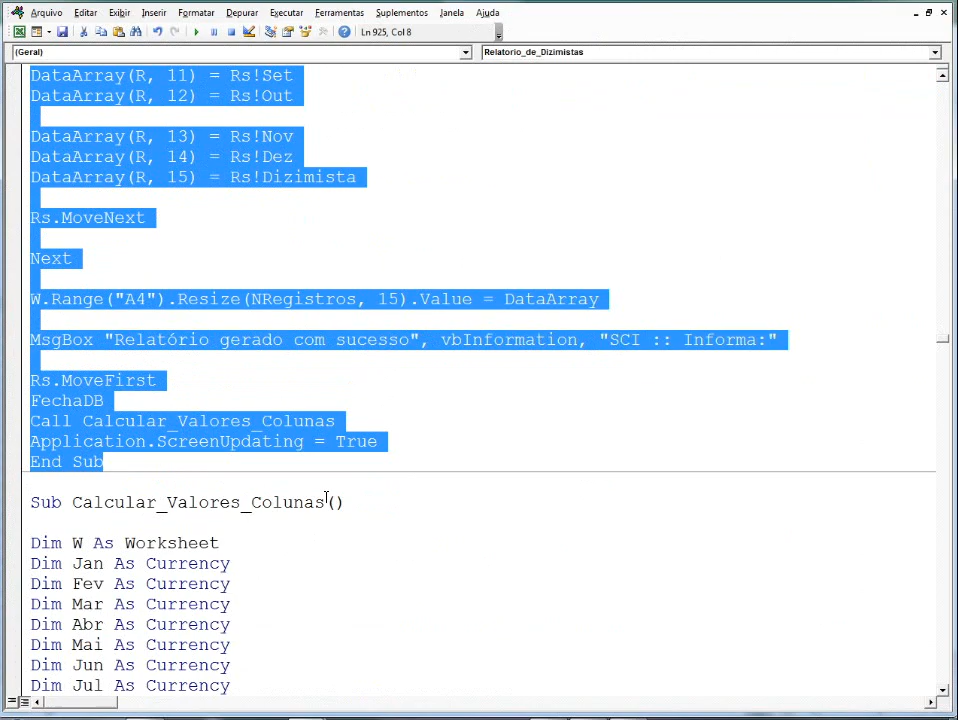 Arquivo Editar Exibir Inserir Formatar Depurar Executar Ferramentas Suplementos Janela Ajuda
Ln 925, Col 8
(Geral) Relatorio_de_Dizimistas
DataArray(R, 11) = Rs!Set
DataArray(R, 12) = Rs!Out
DataArray(R, 13) = Rs!Nov
DataArray(R, 14) = Rs!Dez
DataArray(R, 15) = Rs!Dizimista
Rs.MoveNext
Next
W.Range("A4").Resize(NRegistros, 15).Value = DataArray
MsgBox "Relatório gerado com sucesso", vbInformation, "SCI :: Informa:"
Rs.MoveFirst
FechaDB
Call Calcular_Valores_Colunas
Application.ScreenUpdating = True
End Sub
Sub Calcular_Valores_Colunas()
Dim W As Worksheet
Dim Jan As Currency
Dim Fev As Currency
Dim Mar As Currency
Dim Abr As Currency
Dim Mai As Currency
Dim Jun As Currency
Dim Jul As Currency